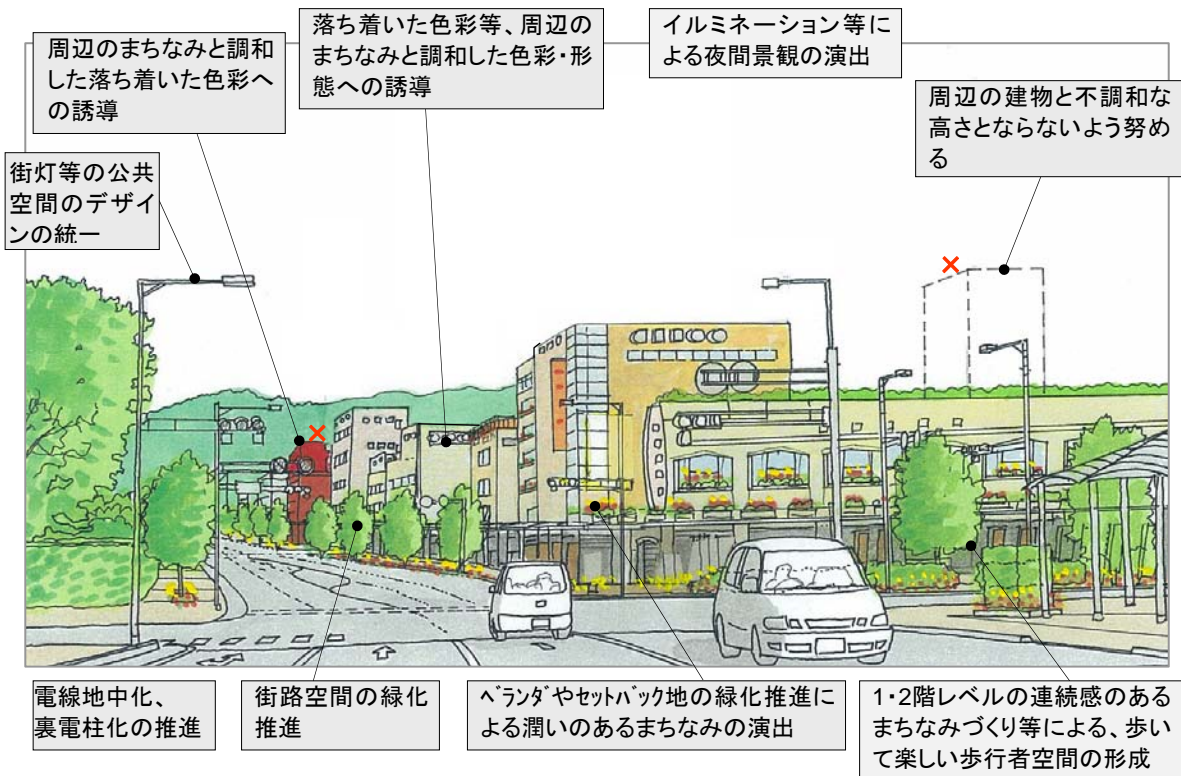 周辺のまちなみと調和
した落ち着いた色彩へ
の誘導
落ち着いた色彩等、周辺の
まちなみと調和した色彩・形
態への誘導
イルミネーション等に
よる夜間景観の演出
周辺の建物と不調和な
高さとならないよう努め
る
街灯等の公共
空間のデザイ
ンの統一
電線地中化、
裏電柱化の推進
街路空間の緑化
推進
ﾍﾞﾗﾝﾀﾞやｾｯﾄﾊﾞｯｸ地の緑化推進に
よる潤いのあるまちなみの演出
1・2階レベルの連続感のある
まちなみづくり等による、歩い
て楽しい歩行者空間の形成